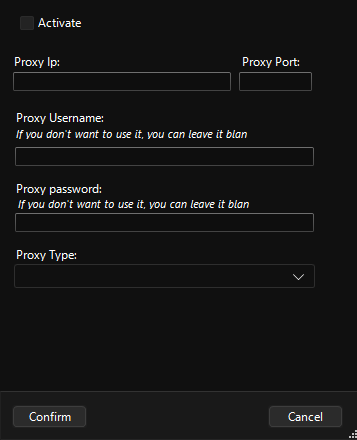 Activate
Proxy Ip: Proxy Port:
Proxy Username:
If you don't want to use it, you can leave it blan
Proxy password:
If you don't want to use it, you can leave it blan
Proxy Type:
Confirm Cancel